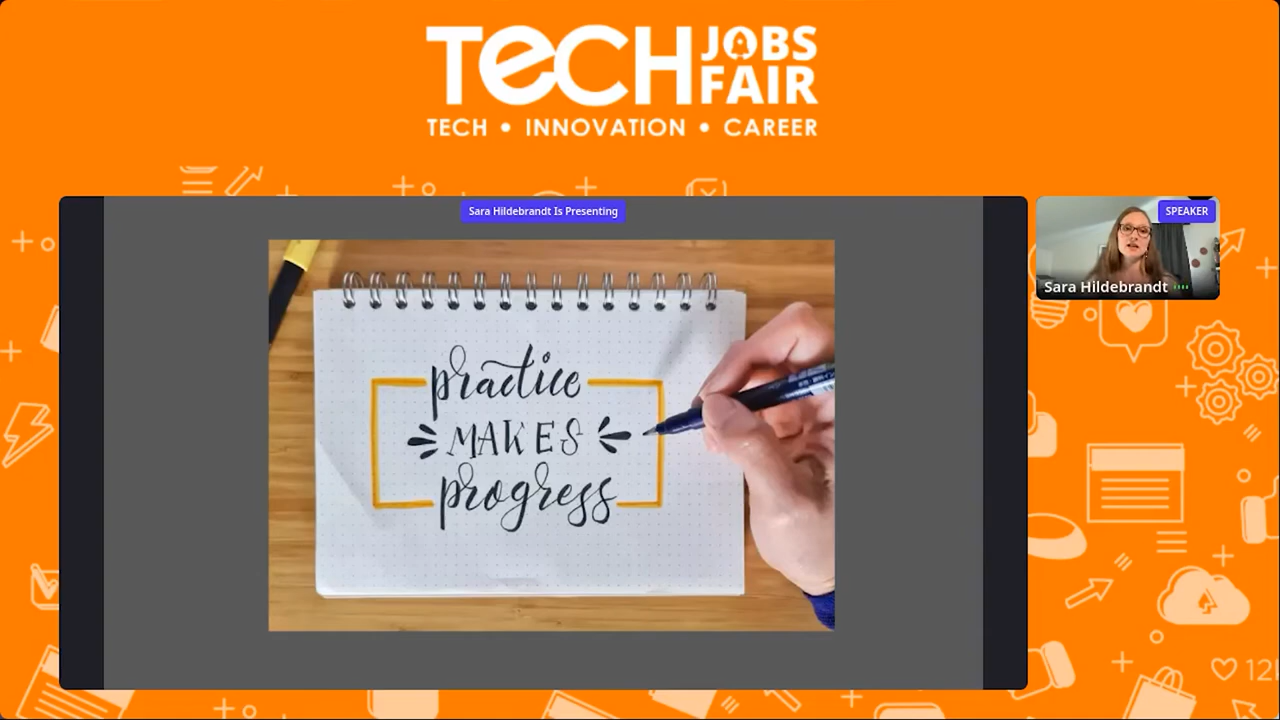 TECH JOBS FAIR
TECH • INNOVATION • CAREER
Sara Hildebrandt Is Presenting
SPEAKER
Sara Hildebrandt
practice
MAKES
progress